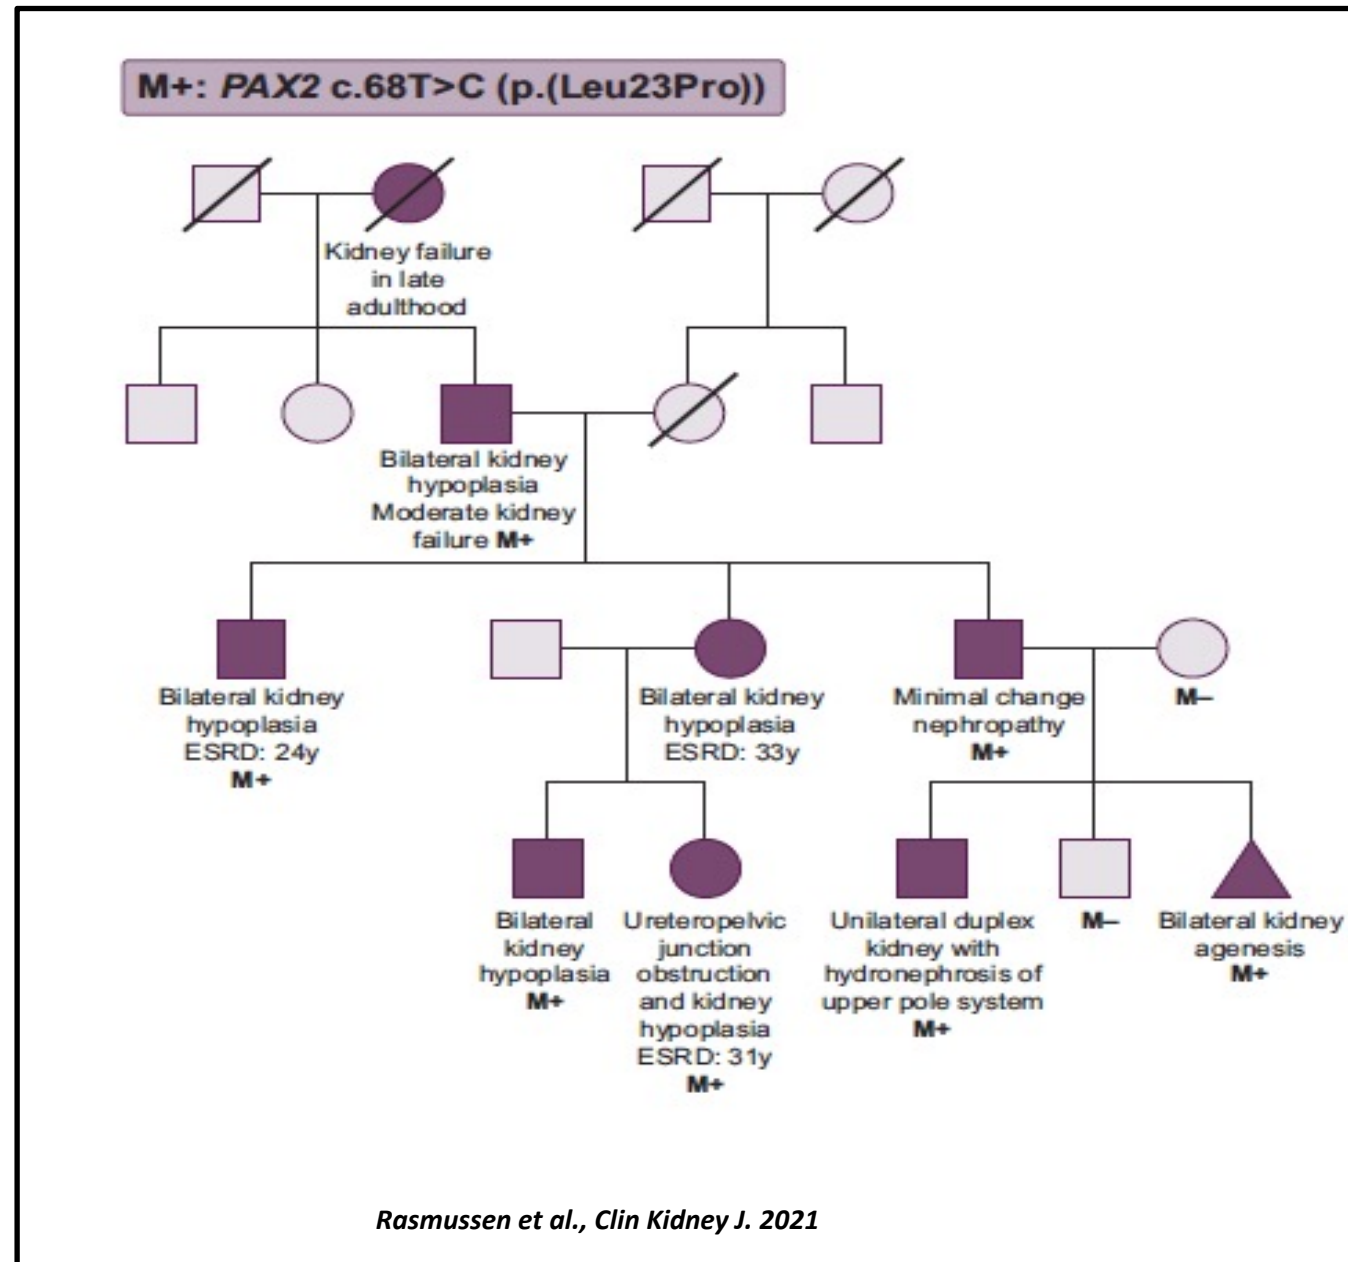 M+: PAX2 c.68T>C (p.(Leu23Pro))
Kidney failure
in late
adulthood
Bilateral kidney
hypoplasia
Moderate kidney
failure M+
Bilateral kidney
hypoplasia
ESRD: 24y
M+
Bilateral kidney
hypoplasia
ESRD: 33y
Minimal change
nephropathy
M+
M–
Bilateral
kidney
hypoplasia
M+
Ureteropelvic
junction
obstruction
and kidney
hypoplasia
ESRD: 31y
M+
Unilateral duplex
kidney with
hydronephrosis of
upper pole system
M+
M–
Bilateral kidney
agenesis
M+
Rasmussen et al., Clin Kidney J. 2021